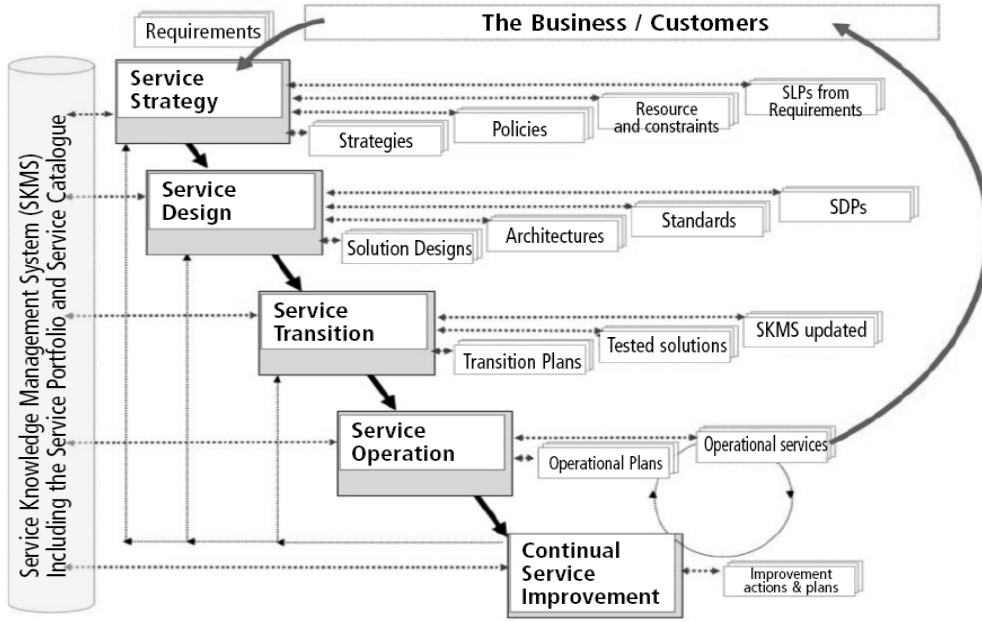 Requirements
The Business / Customers
Service Knowledge Management System (SKMS)
Including the Service Portfolio and Service Catalogue
Service
Strategy
Strategies
Policies
Resource
and constraints
SLPs from
Requirements
Service
Design
Solution Designs
Architectures
Standards
SDPs
Service
Transition
Transition Plans
Tested solutions
SKMS updated
Service
Operation
Operational Plans
Operational services
Continual
Service
Improvement
Improvement
actions & plans